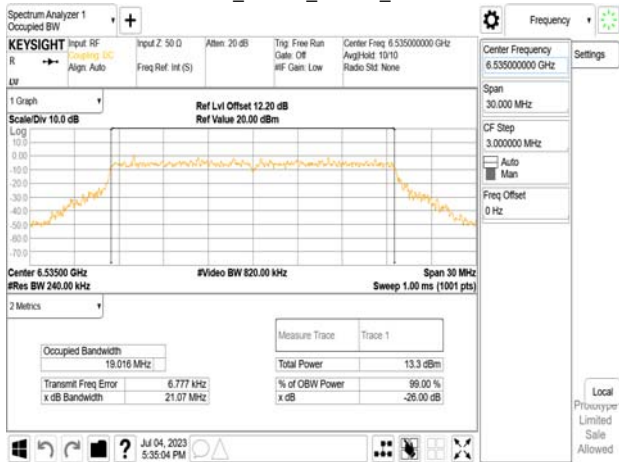 Spectrum Analyzer 1
Occupied BW
KEYSIGHT
R
Input: RF
Coupling: DC
Align: Auto
Input Z: 50 Ω
Freq Ref: Int (S)
Atten: 20 dB
Trig: Free Run
Gate: Off
#IF Gain: Low
Center Freq: 6.535000000 GHz
Avg|Hold: 10/10
Radio Std: None
1 Graph
Scale/Div 10.0 dB
Ref Lvl Offset 12.20 dB
Ref Value 20.00 dBm
Log
10.0
0.00
-10.0
-20.0
-30.0
-40.0
-50.0
-60.0
-70.0
Center 6.53500 GHz
#Res BW 240.00 kHz
#Video BW 820.00 kHz
Span 30 MHz
Sweep 1.00 ms (1001 pts)
2 Metrics
Measure Trace Trace 1
Occupied Bandwidth
19.016 MHz
Total Power 13.3 dBm
Transmit Freq Error 6.777 kHz
% of OBW Power 99.00 %
x dB Bandwidth 21.07 MHz
x dB -26.00 dB
Jul 04, 2023
5:35:04 PM
Frequency
Settings
Center Frequency
6.535000000 GHz
Span
30.000 MHz
CF Step
3.000000 MHz
Auto
Man
Freq Offset
0 Hz
Local
Prototype
Limited
Sale
Allowed